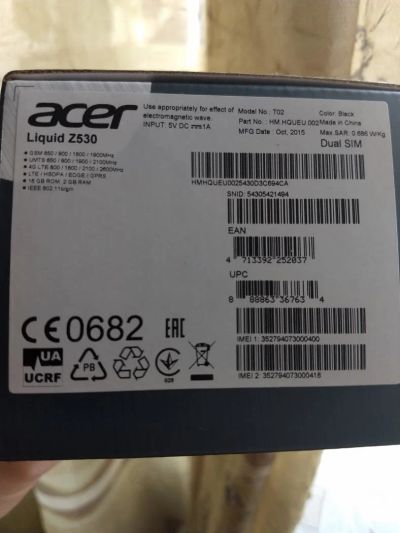 acer
Liquid Z530
Use appropriately for effect of
electromagnetic wave.
INPUT: 5V DC ⎓1A
Model No.: T02
Part No.: HM.HQUEU.002
MFG Date: Oct, 2015
Color: Black
Made in China
Max.SAR: 0.686 W/Kg
Dual SIM
• GSM 850 / 900 / 1800 / 1900MHz
• UMTS 850 / 900 / 1900 / 2100MHz
• 4G LTE 800 / 1800 / 2100 / 2600MHz
• LTE / HSDPA / EDGE / GPRS
• 16 GB ROM, 2 GB RAM
• IEEE 802.11b/g/n
HMHQUEU0025430D3C694CA
SNID: 54305421494
EAN
4 713392 252037
UPC
8 88863 36763 4
IMEI 1: 352794073000400
IMEI 2: 352794073000418
CE0682 EAC
UA
UCRF
PB